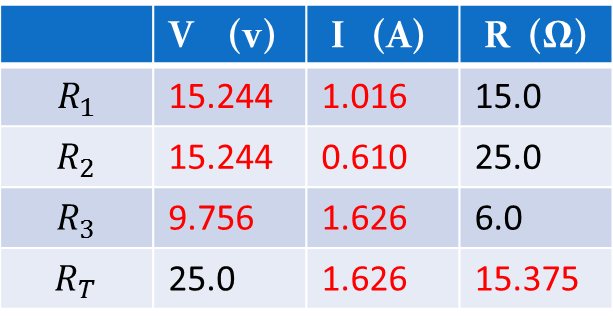 V (v) I (A) R (Ω)
R₁ 15.244 1.016 15.0
R₂ 15.244 0.610 25.0
R₃ 9.756 1.626 6.0
R_T 25.0 1.626 15.375